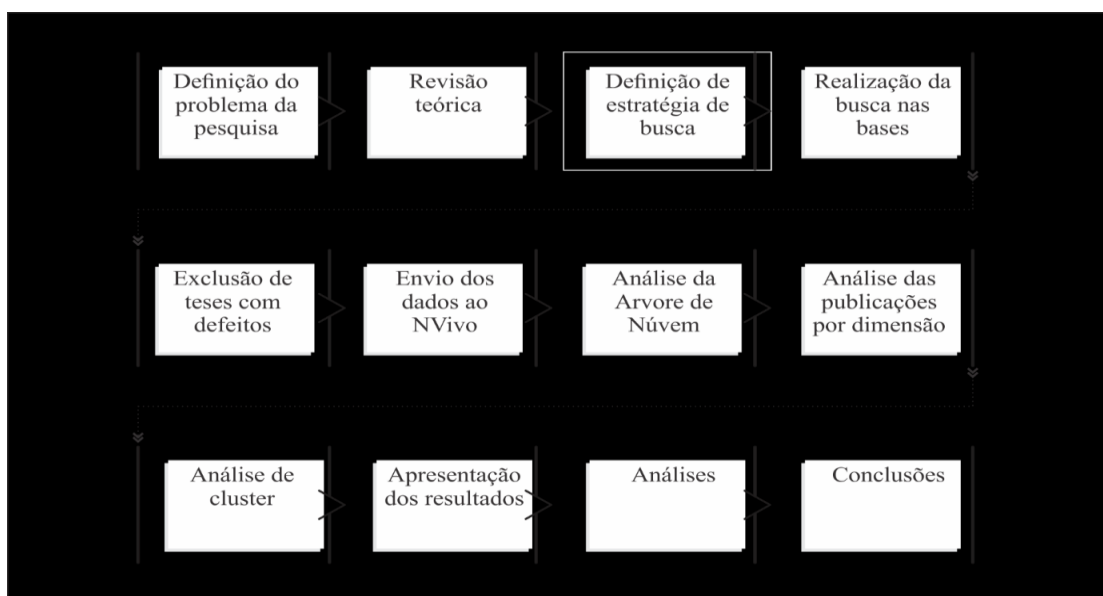 Definição do
problema da
pesquisa
Revisão
teórica
Definição de
estratégia de
busca
Realização da
busca nas
bases
Exclusão de
teses com
defeitos
Envio dos
dados ao
NVivo
Análise da
Arvore de
Núvem
Análise das
publicações
por dimensão
Análise de
cluster
Apresentação
dos resultados
Análises
Conclusões